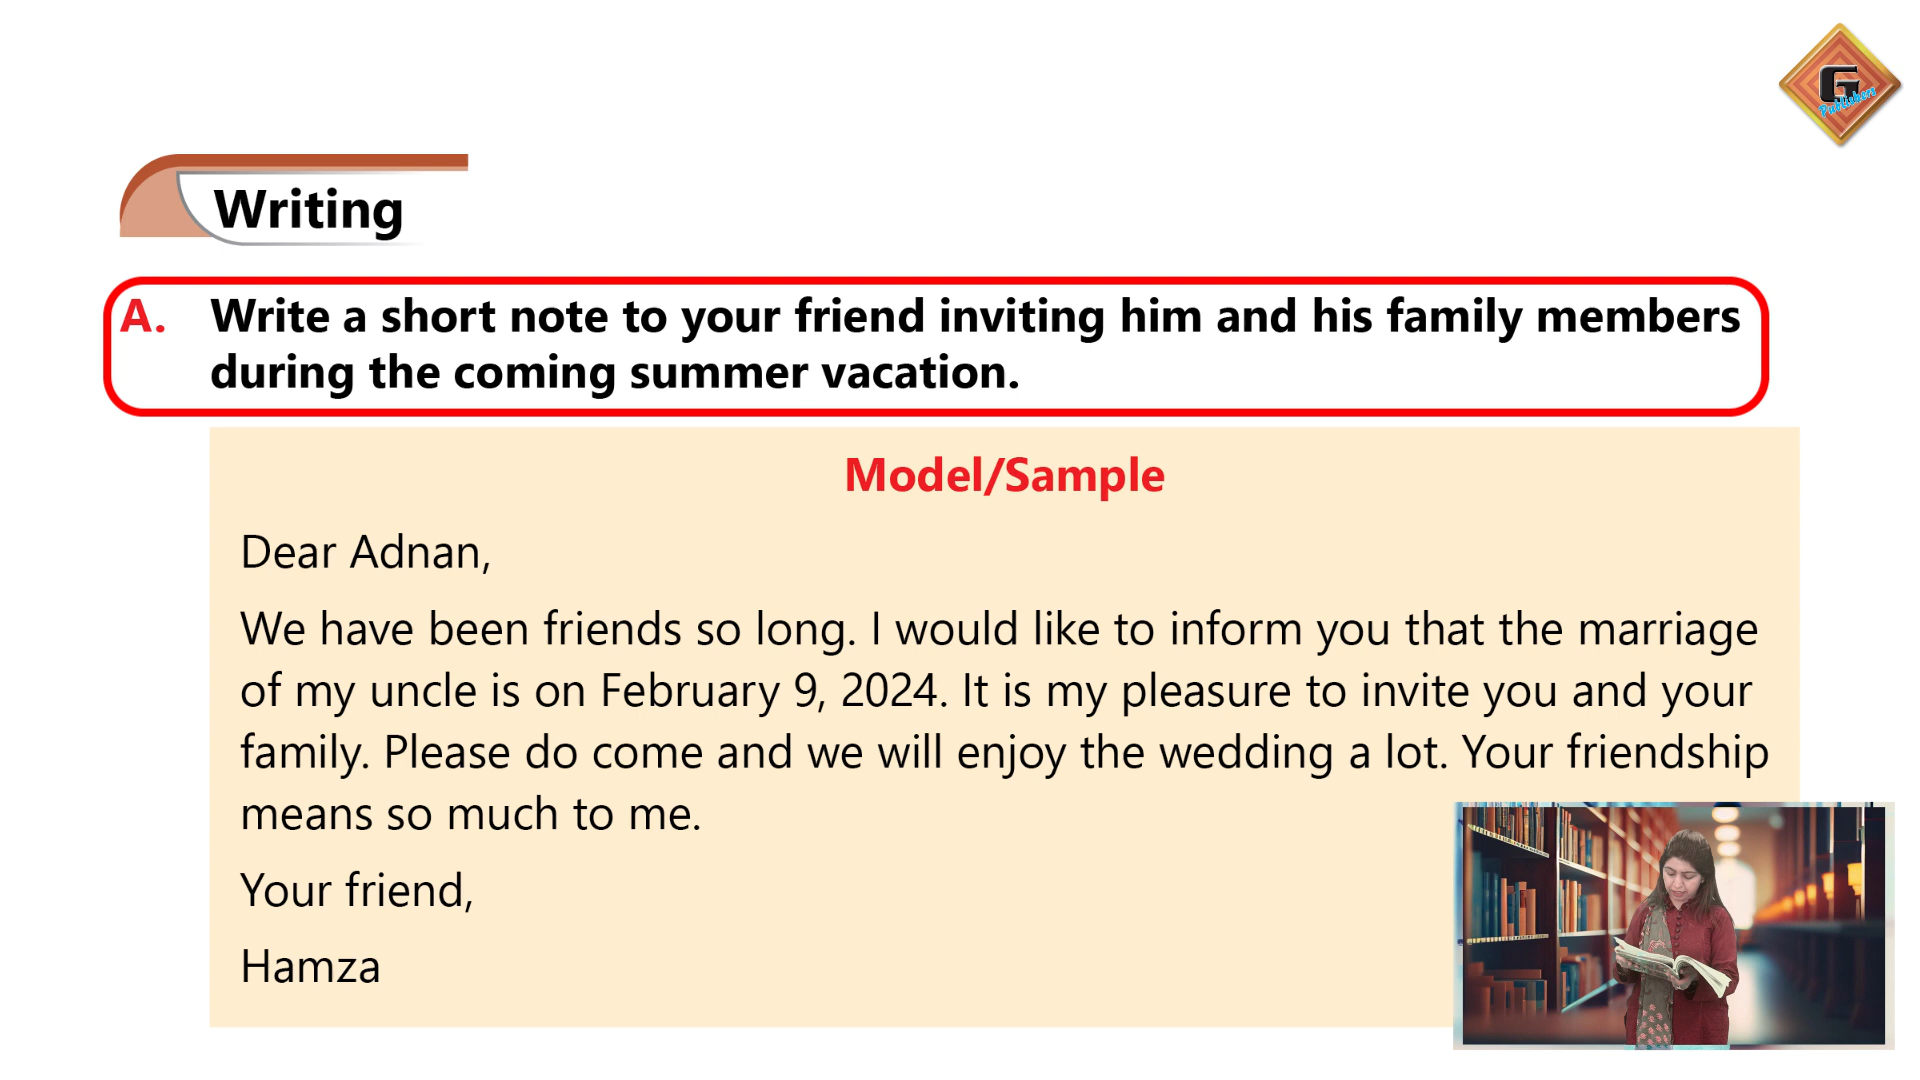 G
Publishers
Writing
A. Write a short note to your friend inviting him and his family members
during the coming summer vacation.
Model/Sample
Dear Adnan,
We have been friends so long. I would like to inform you that the marriage
of my uncle is on February 9, 2024. It is my pleasure to invite you and your
family. Please do come and we will enjoy the wedding a lot. Your friendship
means so much to me.
Your friend,
Hamza